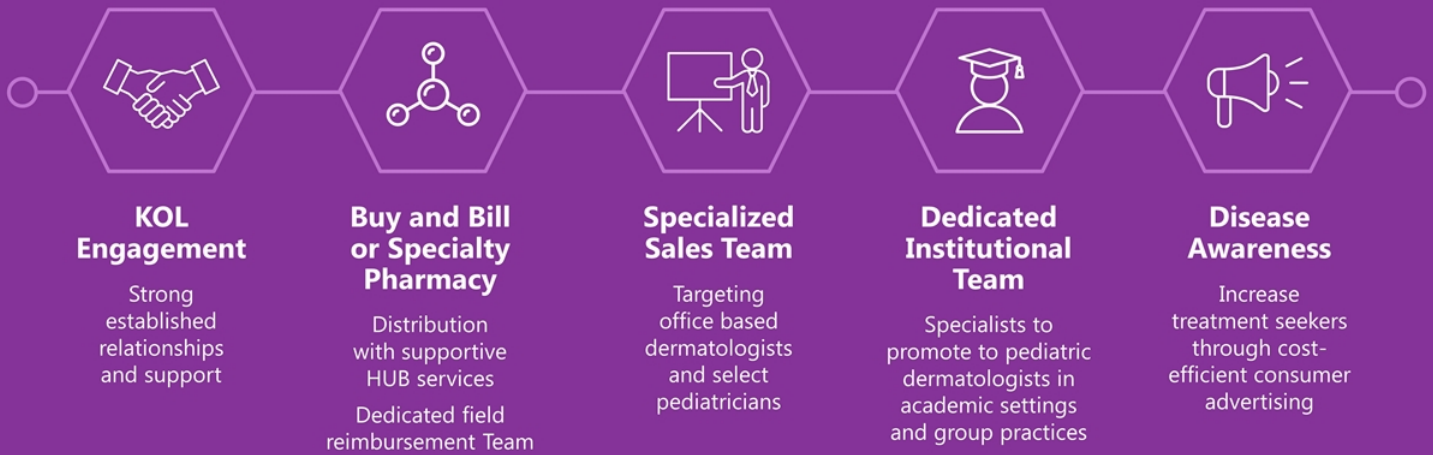 KOL
Engagement
Strong
established
relationships
and support
Buy and Bill
or Specialty
Pharmacy
Distribution
with supportive
HUB services
Dedicated field
reimbursement Team
Specialized
Sales Team
Targeting
office based
dermatologists
and select
pediatricians
Dedicated
Institutional
Team
Specialists to
promote to pediatric
dermatologists in
academic settings
and group practices
Disease
Awareness
Increase
treatment seekers
through cost-
efficient consumer
advertising